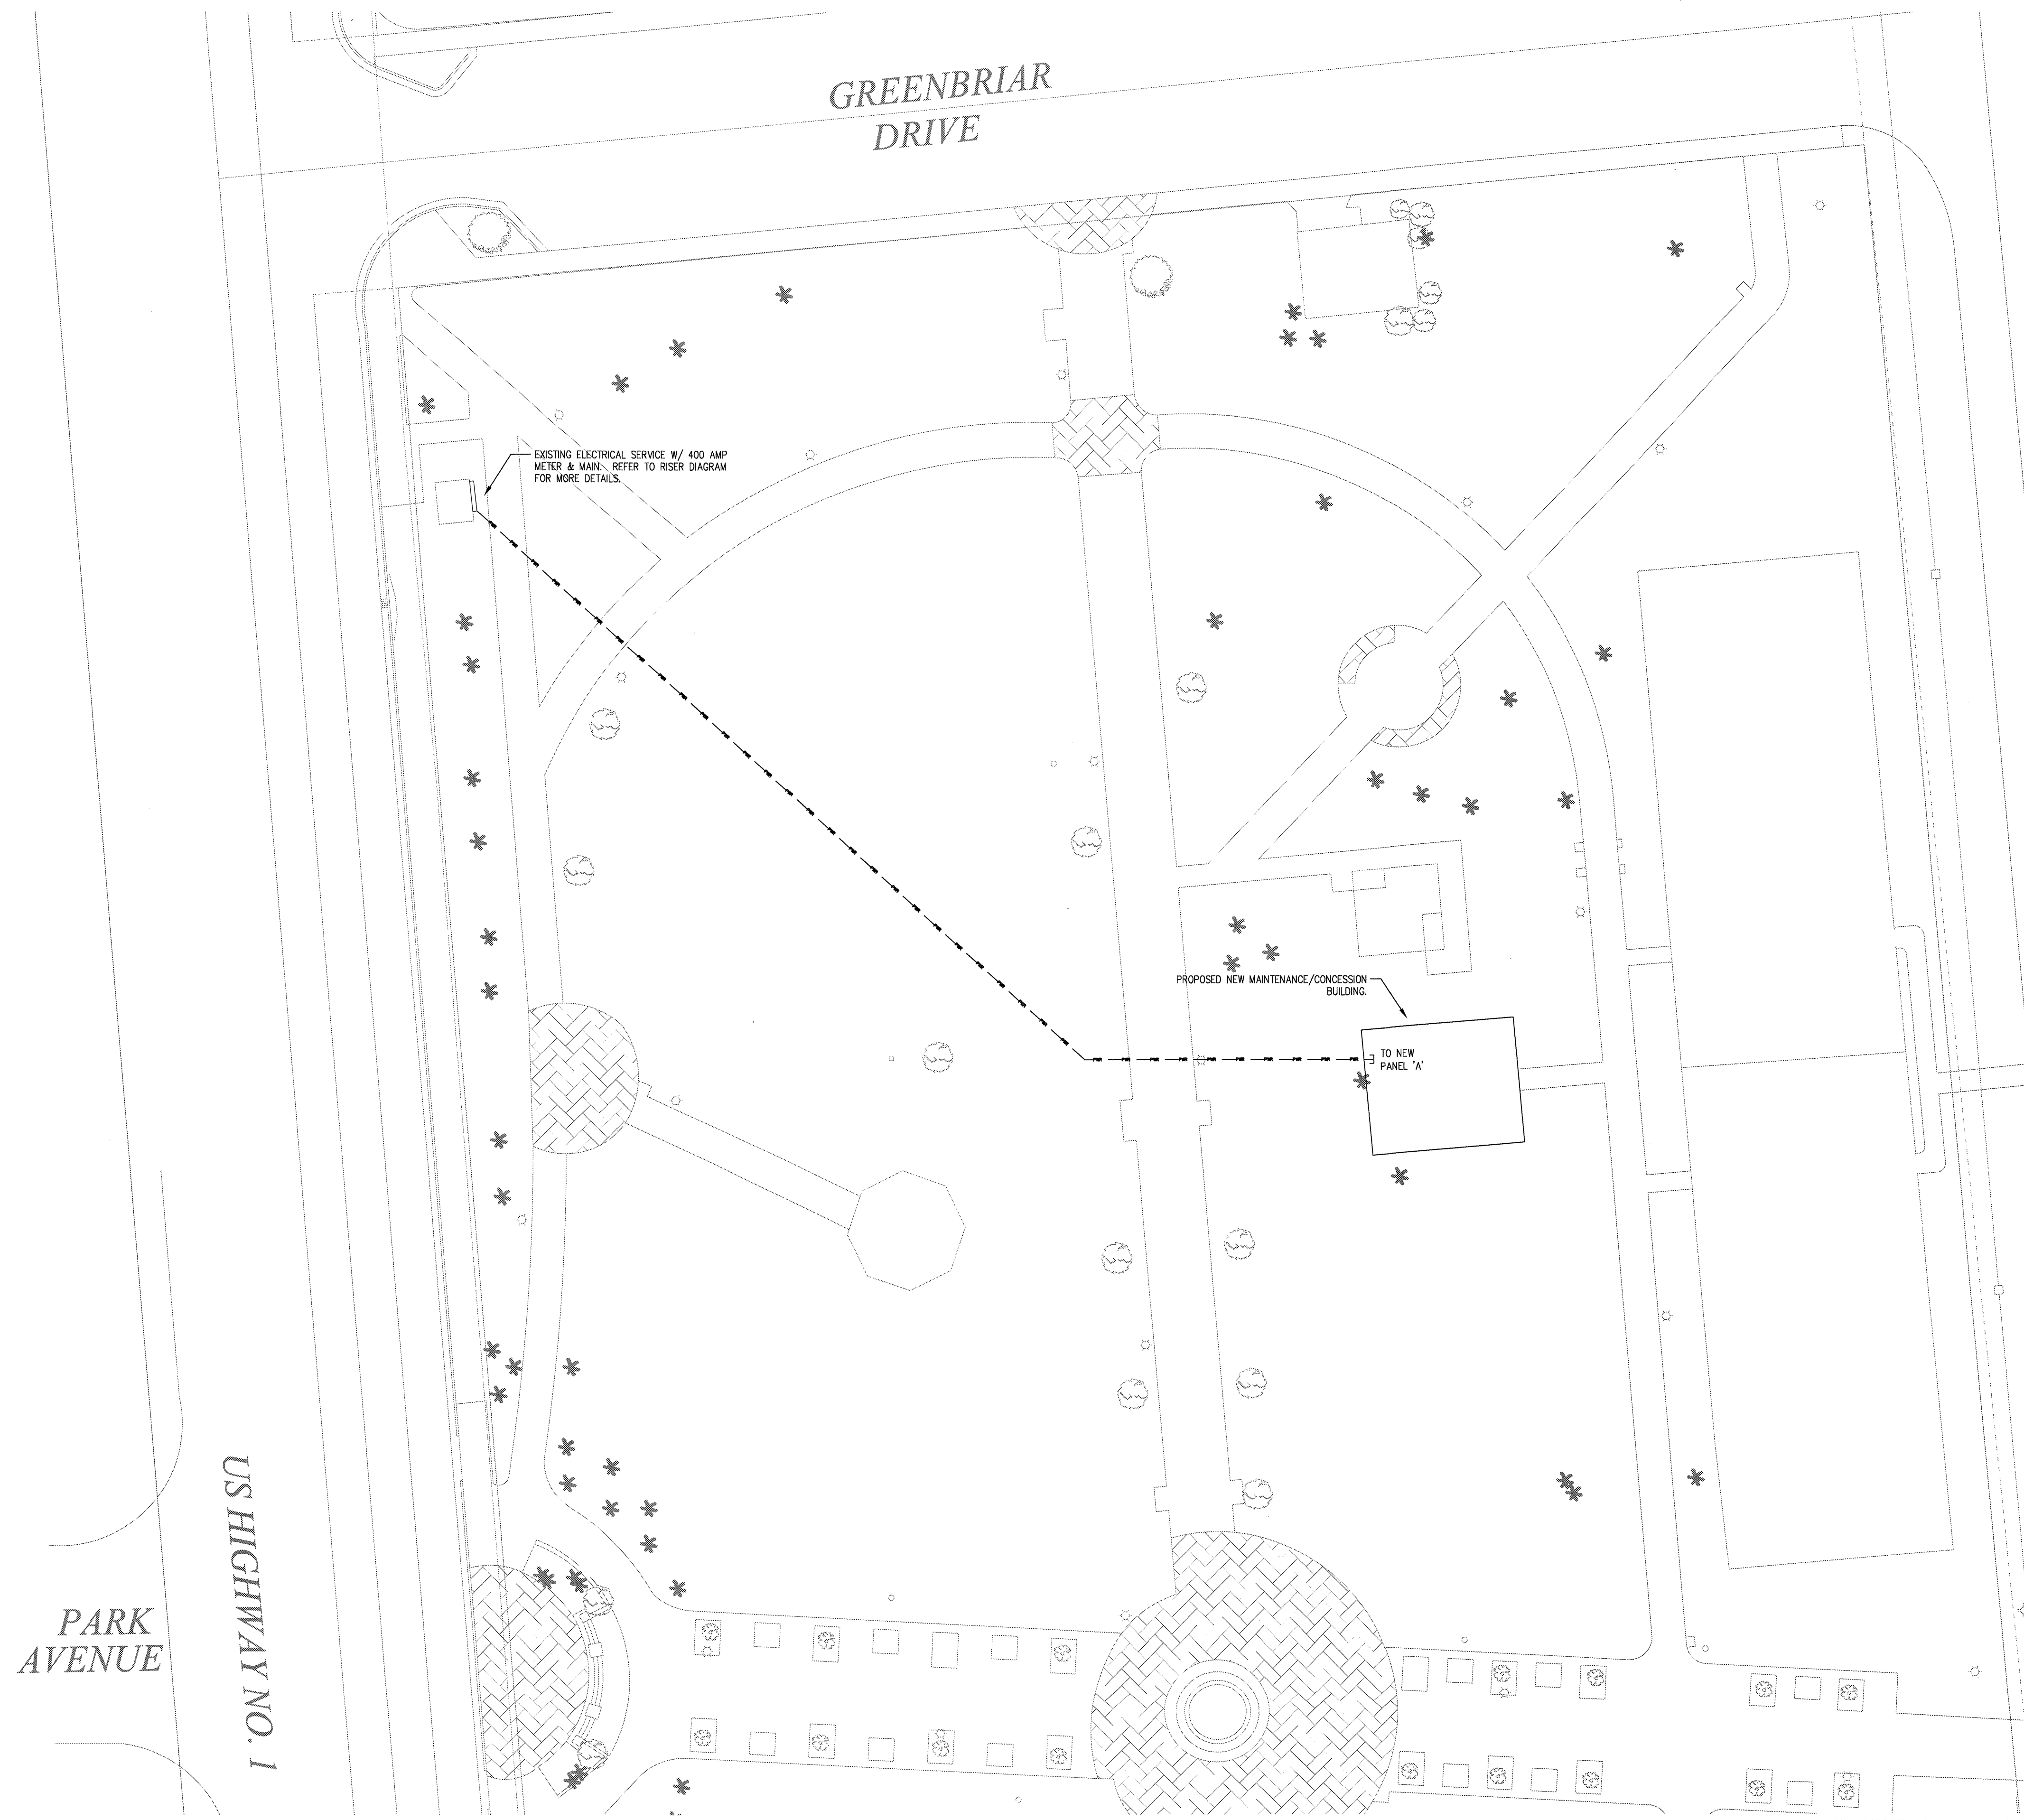 GREENBRIAR
DRIVE
EXISTING ELECTRICAL SERVICE W/ 400 AMP
METER & MAIN. REFER TO RISER DIAGRAM
FOR MORE DETAILS.
PROPOSED NEW MAINTENANCE/CONCESSION
BUILDING.
TO NEW
PANEL 'A'
US HIGHWAY NO. 1
PARK
AVENUE